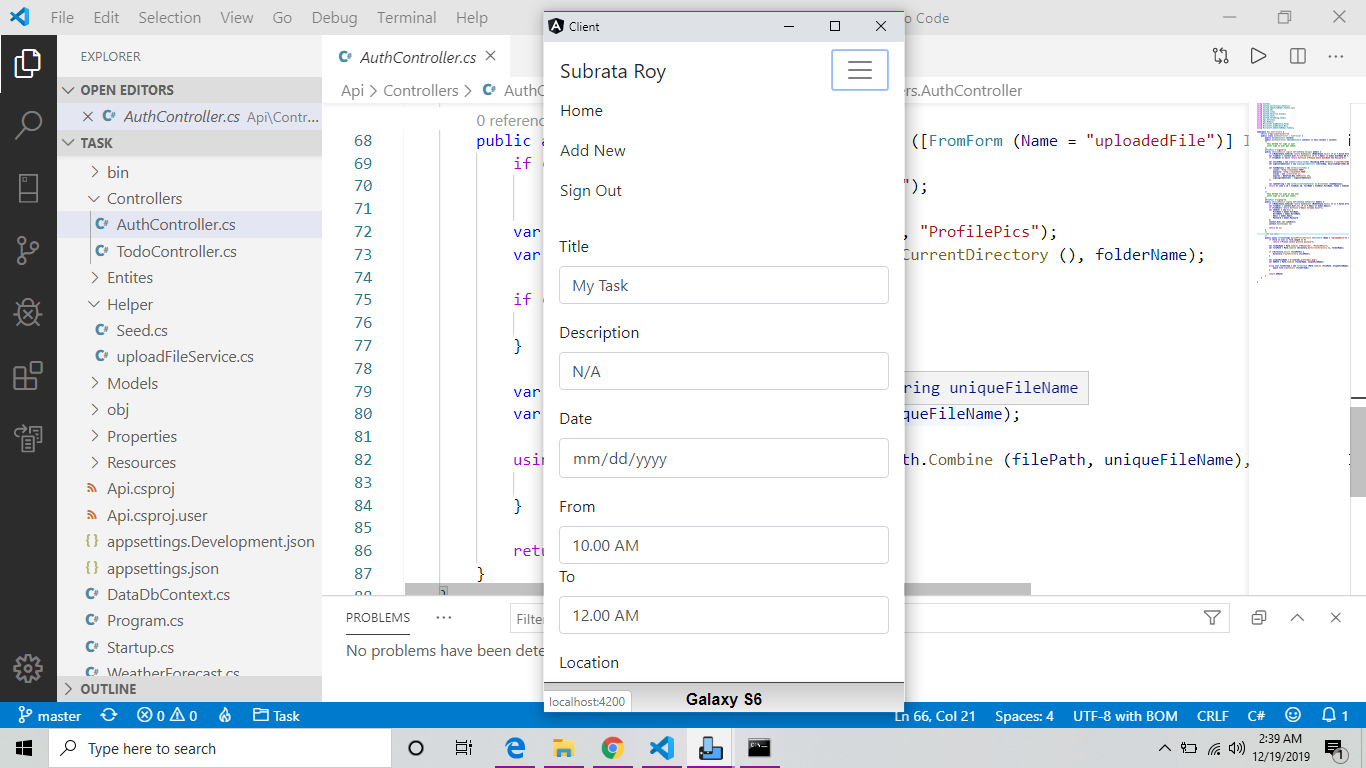 File Edit Selection View Go Debug Terminal Help
o Code
Client
EXPLORER
OPEN EDITORS
AuthController.cs Api\Contr...
TASK
bin
Controllers
AuthController.cs
TodoController.cs
Entites
Helper
Seed.cs
uploadFileService.cs
Models
obj
Properties
Resources
Api.csproj
Api.csproj.user
appsettings.Development.json
appsettings.json
DataDbContext.cs
Program.cs
Startup.cs
WeatherForecast.cs
OUTLINE
AuthController.cs
Api > Controllers > AuthC
ers.AuthController
0 referenc
68 public a ([FromForm (Name = "uploadedFile")] I
69 if (
70 ");
71
72 var , "ProfilePics");
73 var CurrentDirectory (), folderName);
74
75 if (
76
77 }
78
79 var
ring uniqueFileName
80 var queFileName);
81
82 usin th.Combine (filePath, uniqueFileName),
83
84 }
85
86 retu
87 }
88 }
Subrata Roy
Home
Add New
Sign Out
Title
My Task
Description
N/A
Date
mm/dd/yyyy
From
10.00 AM
To
12.00 AM
Location
localhost:4200
Galaxy S6
PROBLEMS
Filte
No problems have been dete
master 0 0 Task
Ln 66, Col 21 Spaces: 4 UTF-8 with BOM CRLF C# 1
Type here to search
2:39 AM
12/19/2019
1